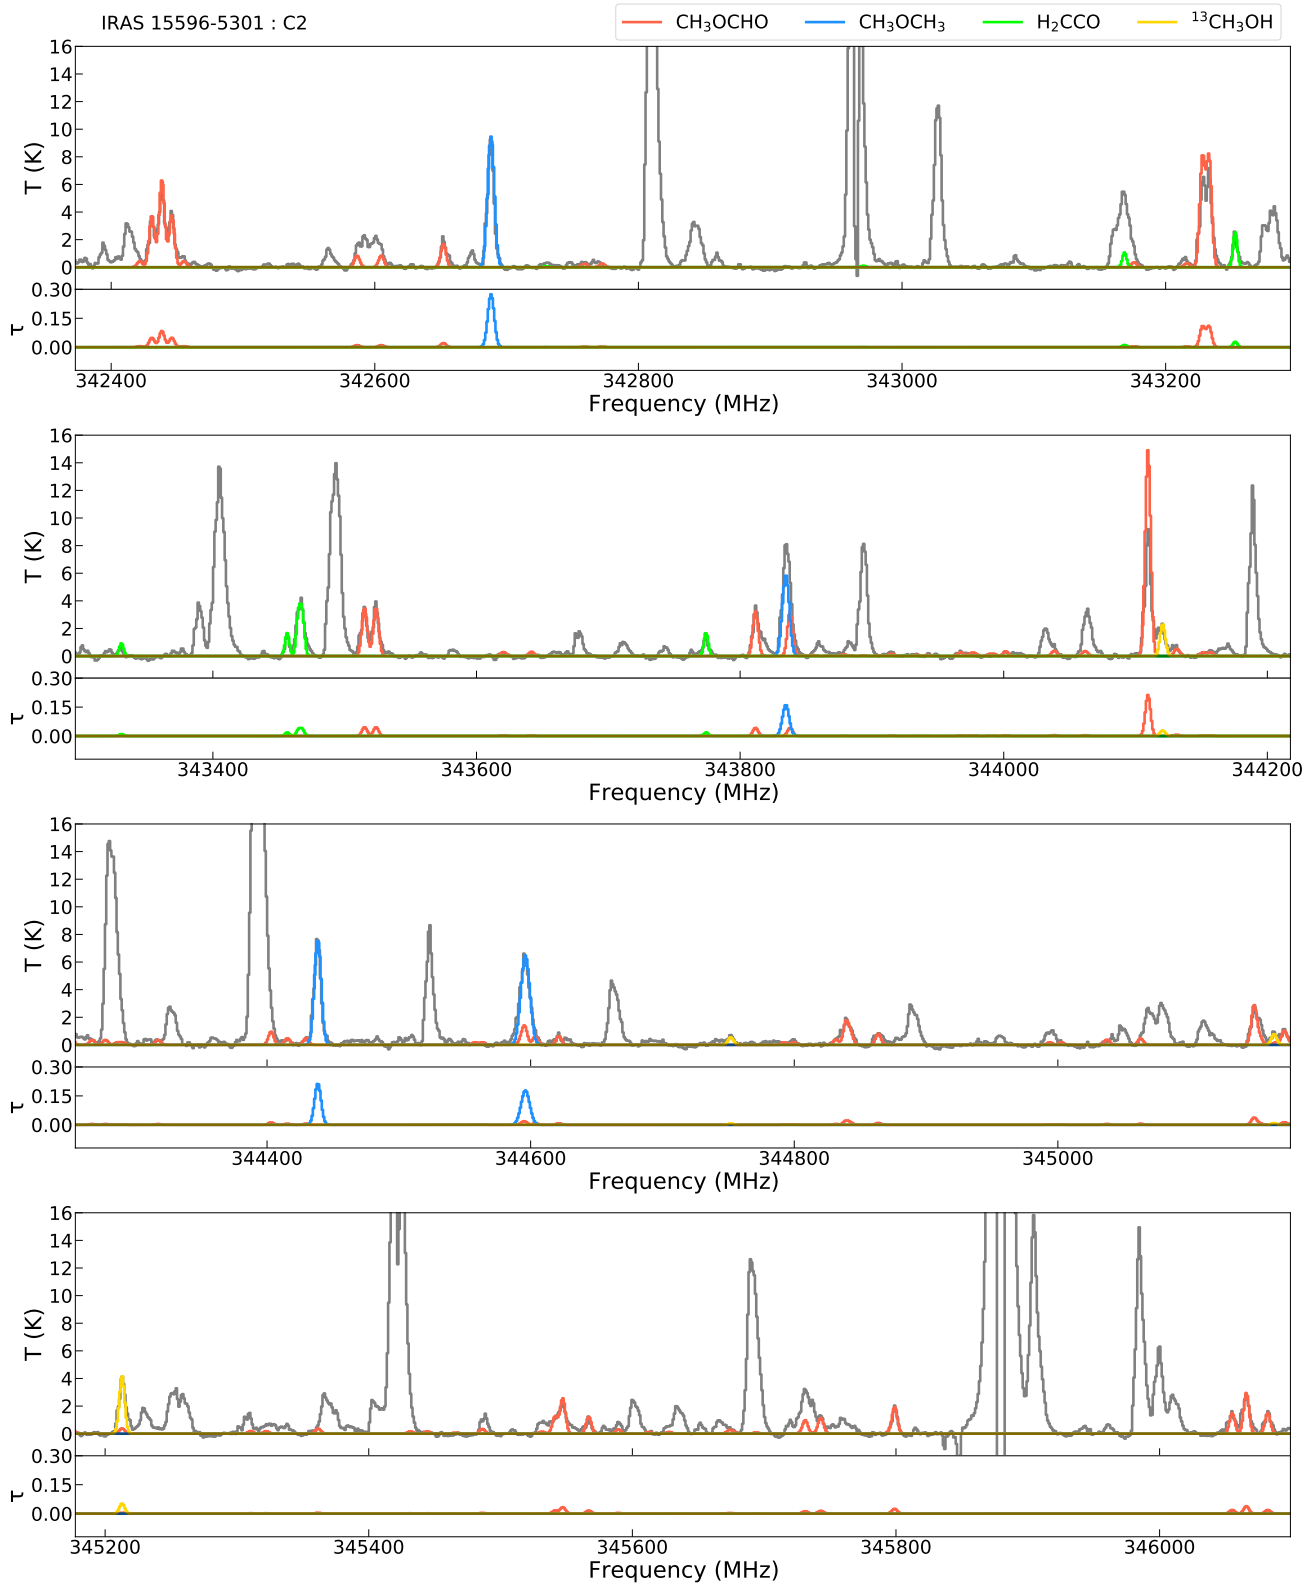 IRAS 15596-5301 : C2
CH₃OCHO CH₃OCH₃ H₂CCO ¹³CH₃OH
16
14
12
10
8
6
4
2
0
T (K)
0.30
0.15
0.00
τ
342400 342600 342800 343000 343200
Frequency (MHz)
16
14
12
10
8
6
4
2
0
T (K)
0.30
0.15
0.00
τ
343400 343600 343800 344000 344200
Frequency (MHz)
16
14
12
10
8
6
4
2
0
T (K)
0.30
0.15
0.00
τ
344400 344600 344800 345000
Frequency (MHz)
16
14
12
10
8
6
4
2
0
T (K)
0.30
0.15
0.00
τ
345200 345400 345600 345800 346000
Frequency (MHz)